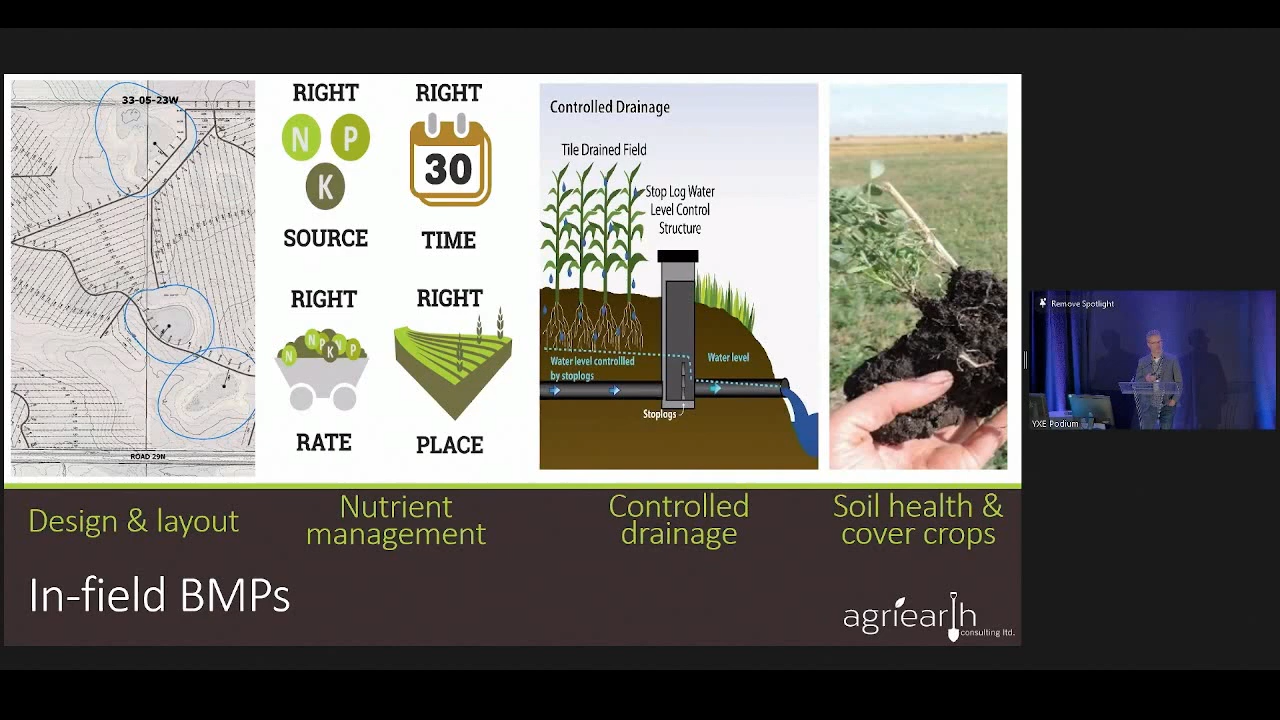 33-05-23W
ROAD 29N
RIGHT
N P
K
SOURCE
RIGHT
30
TIME
RIGHT
N N P K N P
RATE
RIGHT
PLACE
Controlled Drainage
Tile Drained Field
Stop Log Water
Level Control
Structure
Water level controllled
by stoplogs
Water level
Stoplogs
Design & layout
Nutrient
management
Controlled
drainage
Soil health &
cover crops
In-field BMPs
agriearth
consulting ltd.
Remove Spotlight
YXE Podium